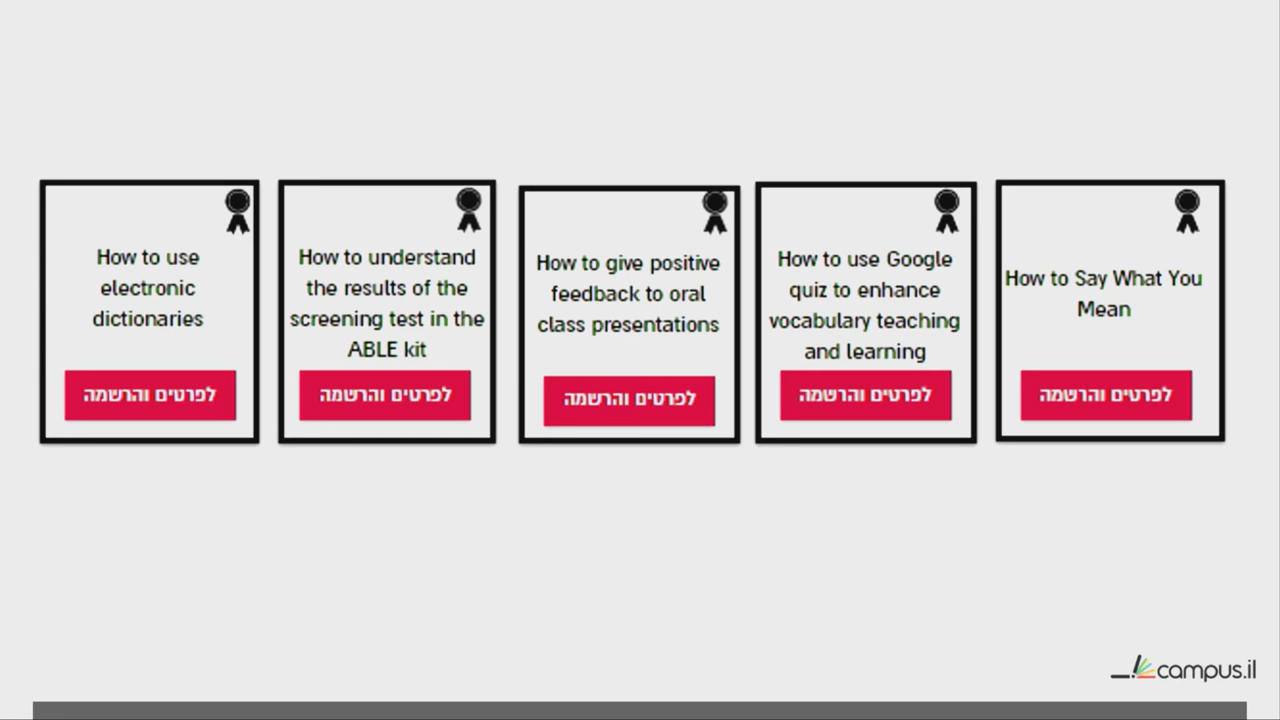 How to use
electronic
dictionaries
לפרטים והרשמה
How to understand
the results of the
screening test in the
ABLE kit
לפרטים והרשמה
How to give positive
feedback to oral
class presentations
לפרטים והרשמה
How to use Google
quiz to enhance
vocabulary teaching
and learning
לפרטים והרשמה
How to Say What You
Mean
לפרטים והרשמה
campus.il